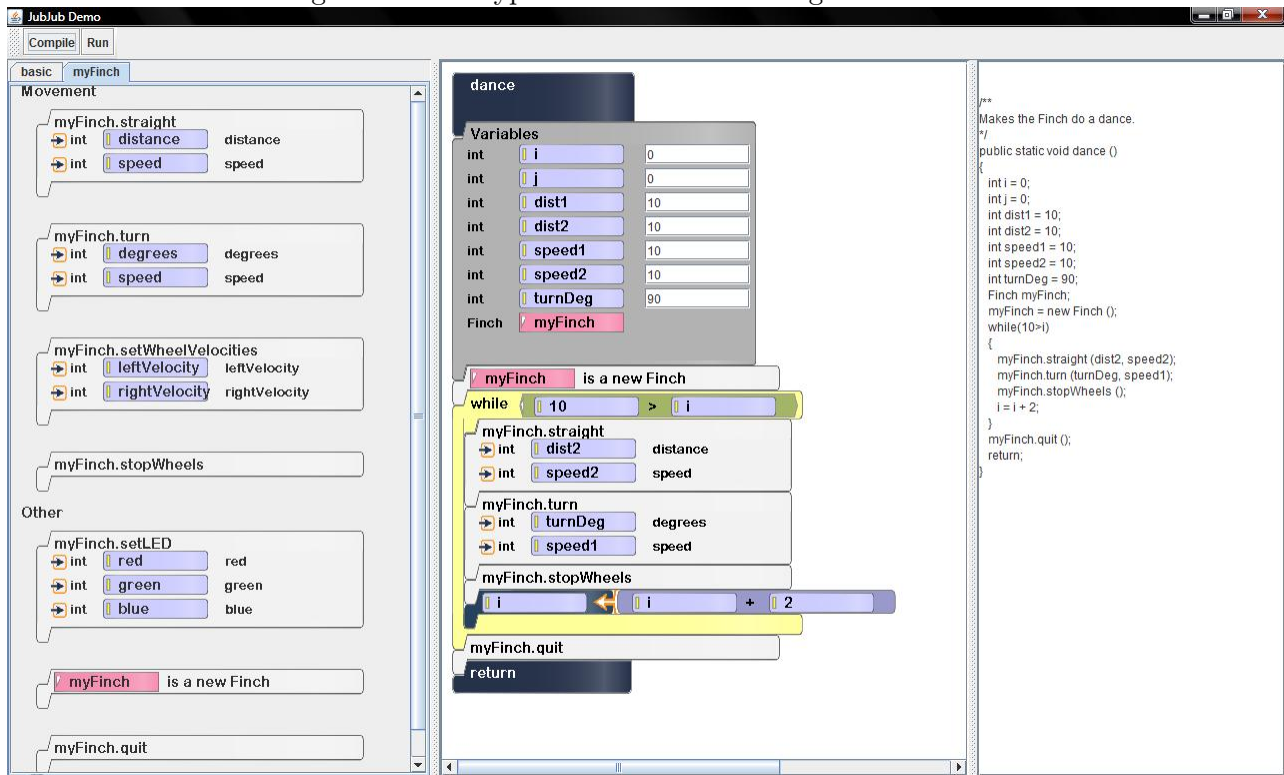 JubJub Demo
Compile Run
basic myFinch
Movement
myFinch.straight
int distance distance
int speed speed
myFinch.turn
int degrees degrees
int speed speed
myFinch.setWheelVelocities
int leftVelocity leftVelocity
int rightVelocity rightVelocity
myFinch.stopWheels
Other
myFinch.setLED
int red red
int green green
int blue blue
myFinch is a new Finch
myFinch.quit
dance
Variables
int i 0
int j 0
int dist1 10
int dist2 10
int speed1 10
int speed2 10
int turnDeg 90
Finch myFinch
myFinch is a new Finch
while 10 > i
myFinch.straight
int dist2 distance
int speed2 speed
myFinch.turn
int turnDeg degrees
int speed1 speed
myFinch.stopWheels
i i + 2
myFinch.quit
return
/**
Makes the Finch do a dance.
*/
public static void dance ()
{
int i = 0;
int j = 0;
int dist1 = 10;
int dist2 = 10;
int speed1 = 10;
int speed2 = 10;
int turnDeg = 90;
Finch myFinch;
myFinch = new Finch ();
while(10>i)
{
myFinch.straight (dist2, speed2);
myFinch.turn (turnDeg, speed1);
myFinch.stopWheels ();
i = i + 2;
}
myFinch.quit ();
return;
}